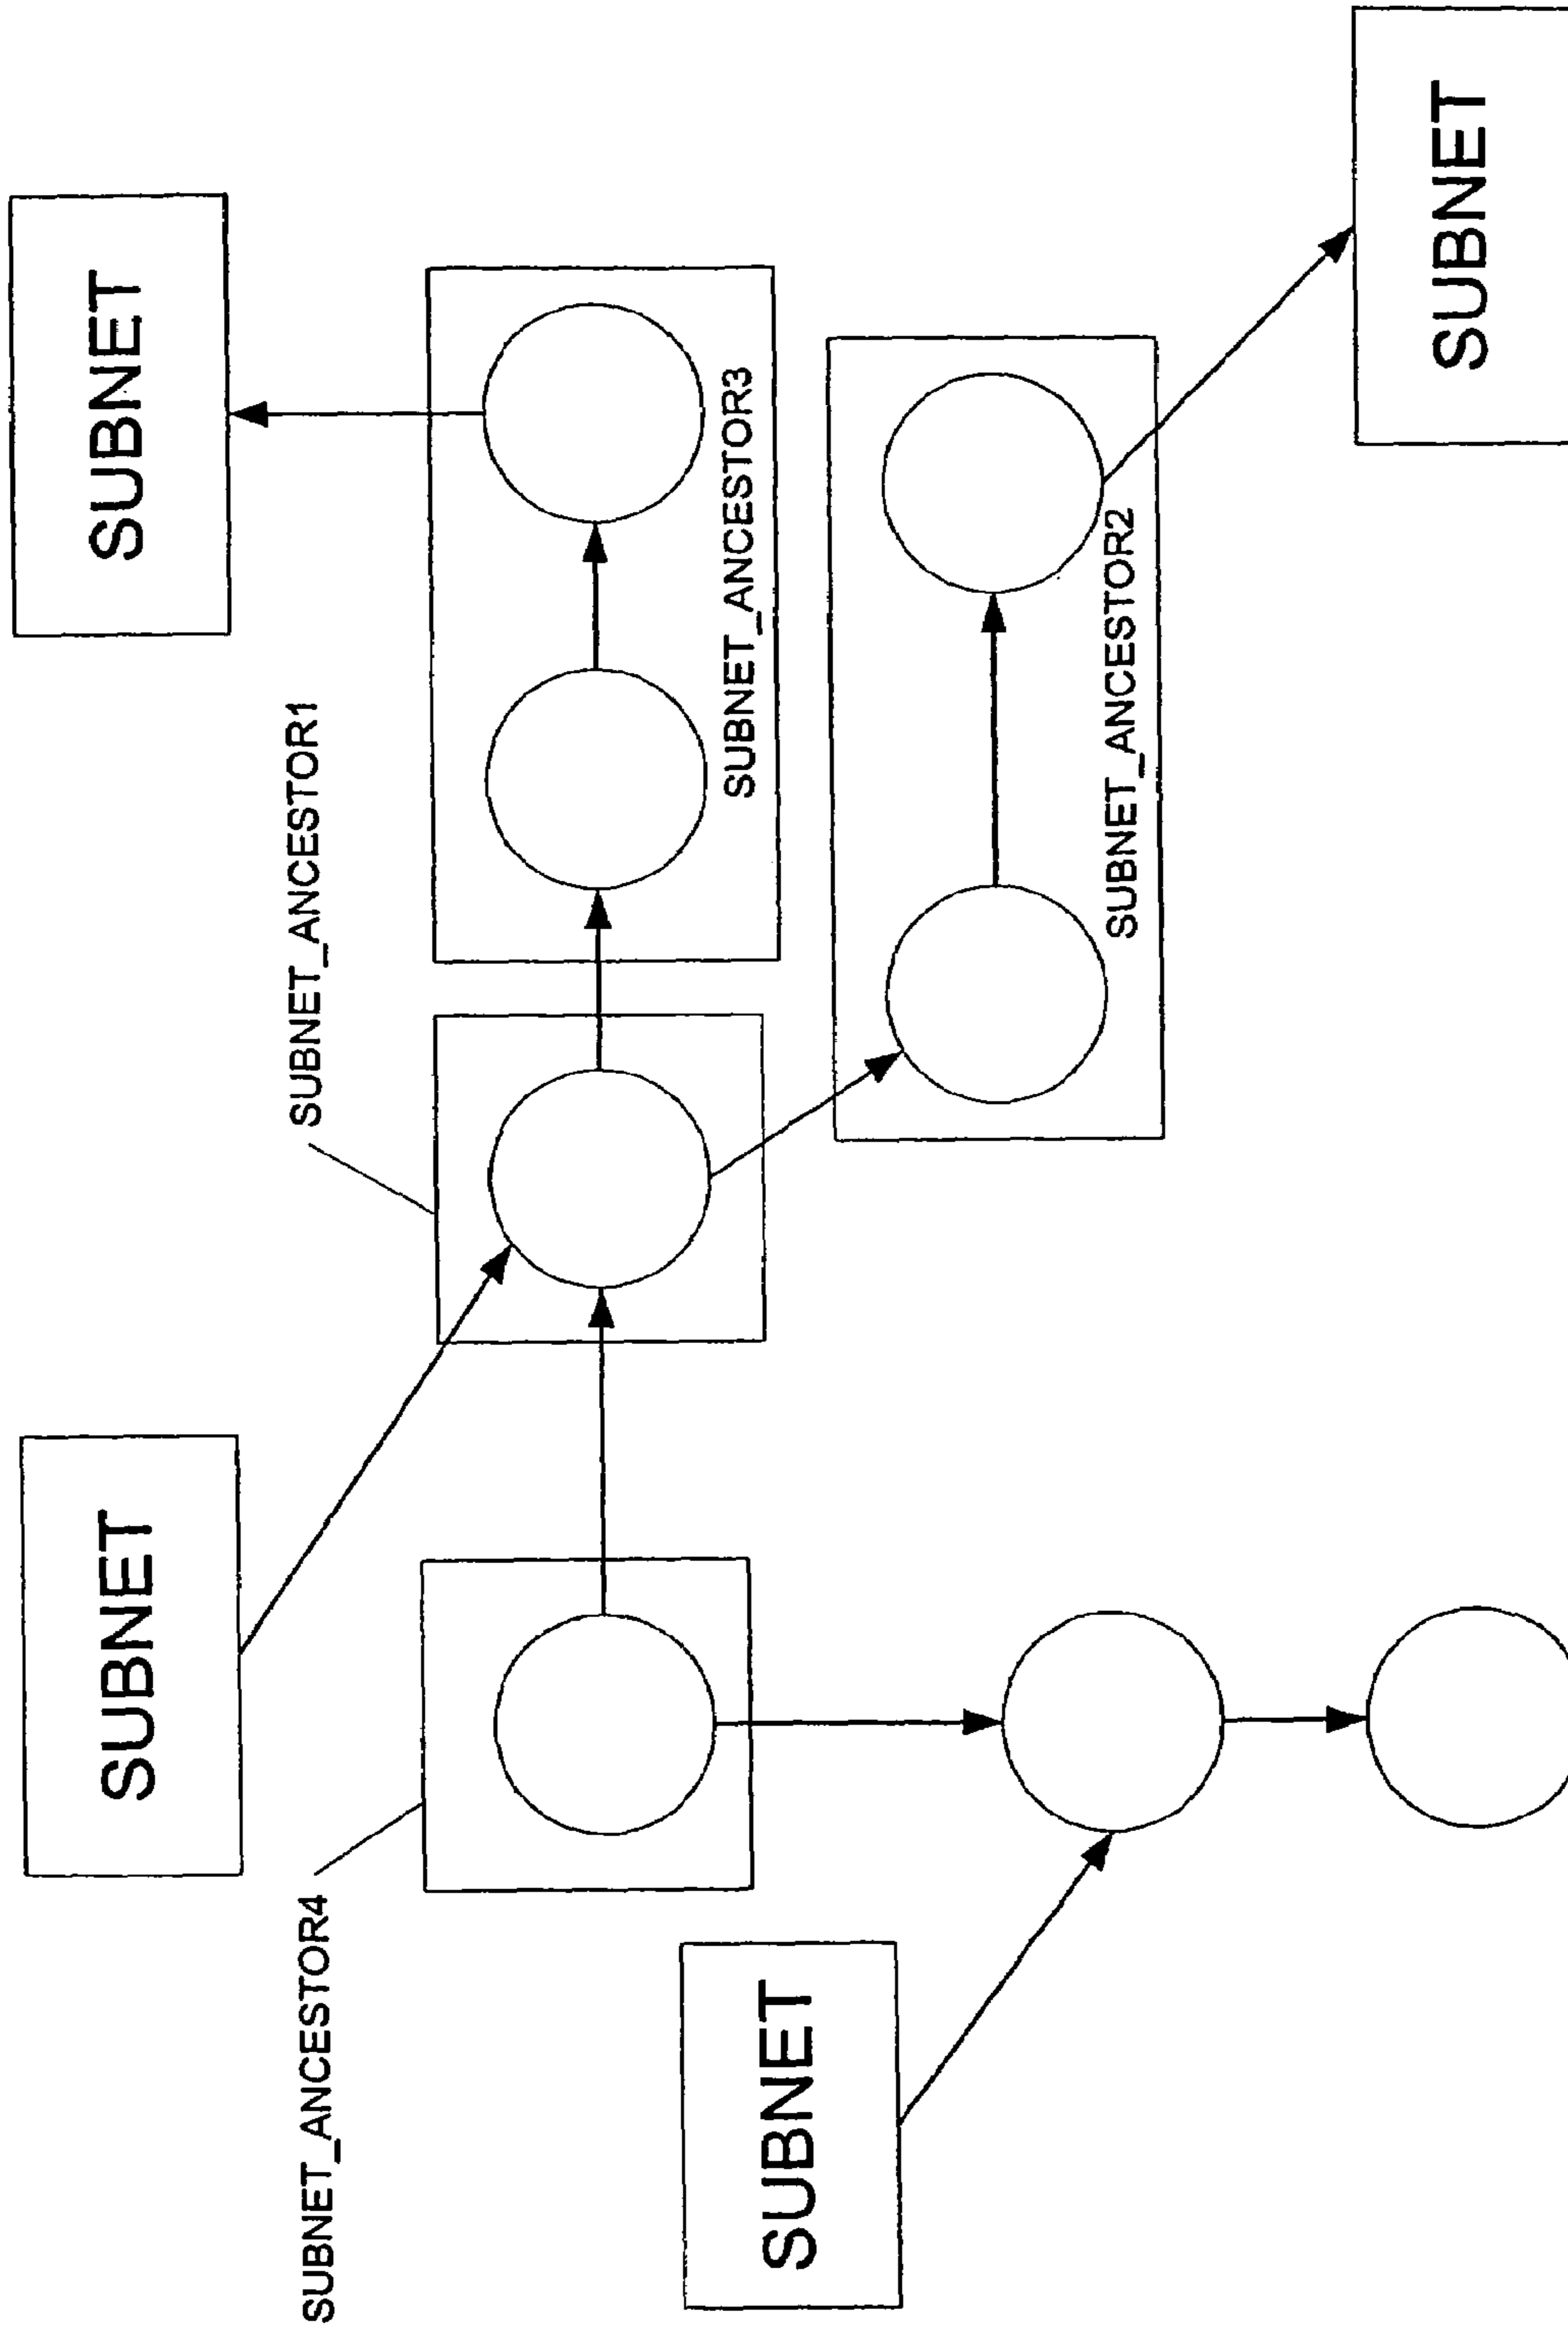 SUBNET
SUBNET
SUBNET_ANCESTOR4
SUBNET_ANCESTOR1
SUBNET_ANCESTOR3
SUBNET
SUBNET_ANCESTOR2
SUBNET